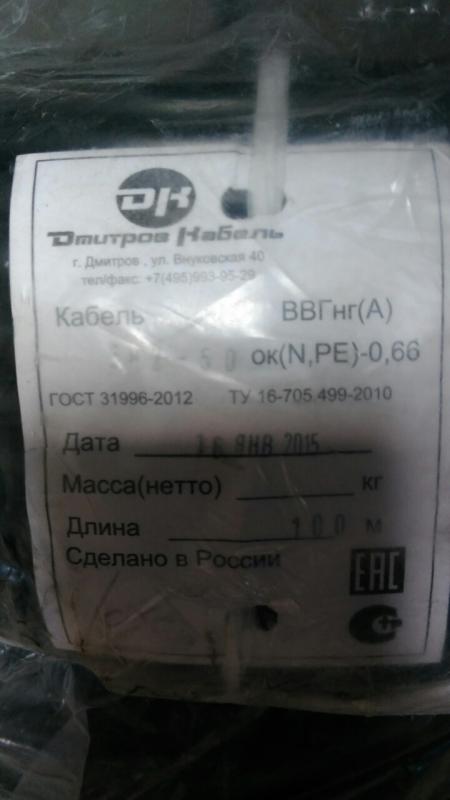 ДК
Дмитров Кабель
г. Дмитров , ул. Внуковская 40
тел/факс: +7(495)993-95-29
Кабель ВВГнг(А)
ок(N,PE)-0,66
ГОСТ 31996-2012 ТУ 16-705.499-2010
Дата 16 ЯНВ 2015
Масса(нетто) кг
Длина 100 м
Сделано в России
ЕАС